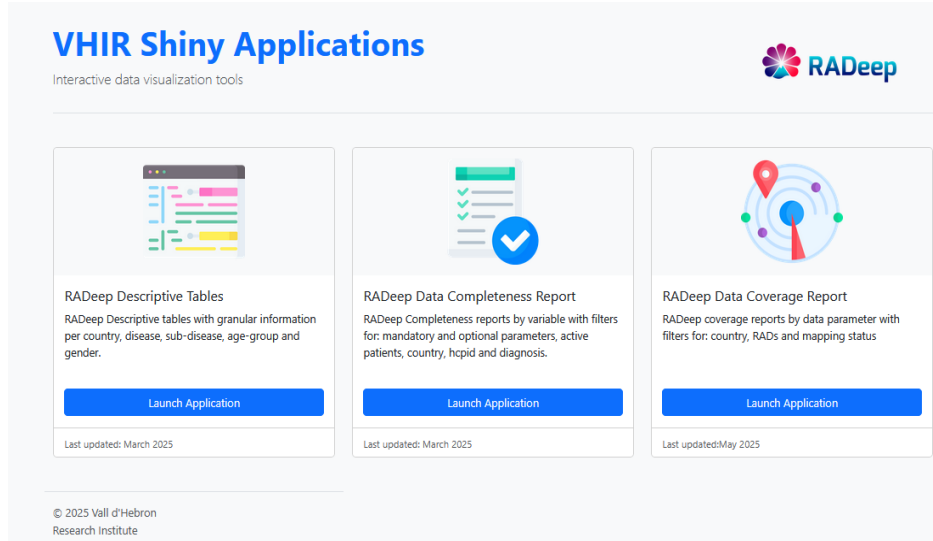 VHIR Shiny Applications
Interactive data visualization tools
RADeep
RADeep Descriptive Tables
RADeep Descriptive tables with granular information
per country, disease, sub-disease, age-group and
gender.
Launch Application
Last updated: March 2025
RADeep Data Completeness Report
RADeep Completeness reports by variable with filters
for: mandatory and optional parameters, active
patients, country, hcpid and diagnosis.
Launch Application
Last updated: March 2025
RADeep Data Coverage Report
RADeep coverage reports by data parameter with
filters for: country, RADs and mapping status
Launch Application
Last updated:May 2025
© 2025 Vall d'Hebron
Research Institute